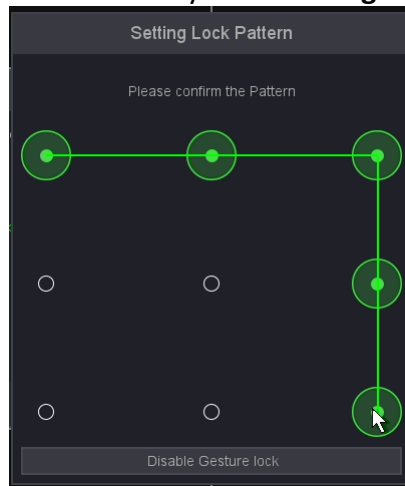 Setting Lock Pattern
Please confirm the Pattern
Disable Gesture lock